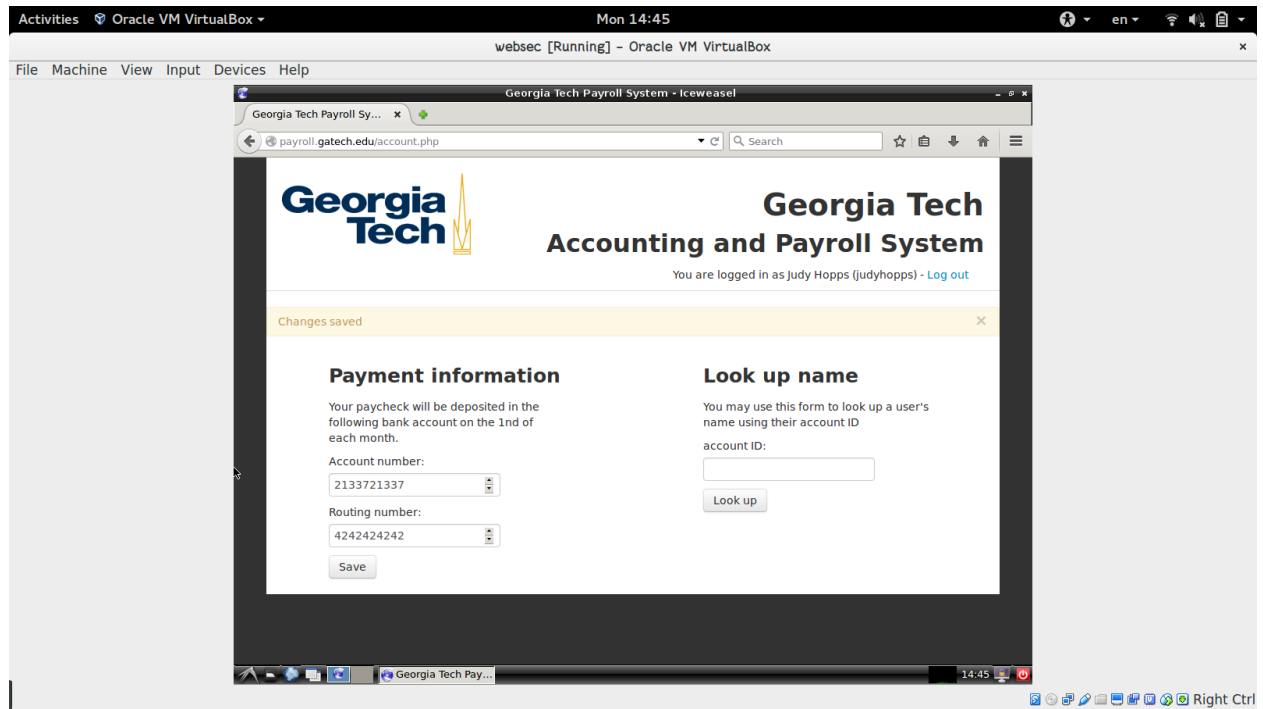 Activities Oracle VM VirtualBox Mon 14:45 en
websec [Running] - Oracle VM VirtualBox ×
File Machine View Input Devices Help
Georgia Tech Payroll System - Iceweasel
Georgia Tech Payroll Sy... ×
payroll.gatech.edu/account.php Search
Georgia
Tech
Georgia Tech
Accounting and Payroll System
You are logged in as Judy Hopps (judyhopps) - Log out
Changes saved ×
Payment information
Your paycheck will be deposited in the
following bank account on the 1nd of
each month.
Account number:
2133721337
Routing number:
4242424242
Save
Look up name
You may use this form to look up a user's
name using their account ID
account ID:
Look up
Georgia Tech Pay... 14:45
Right Ctrl